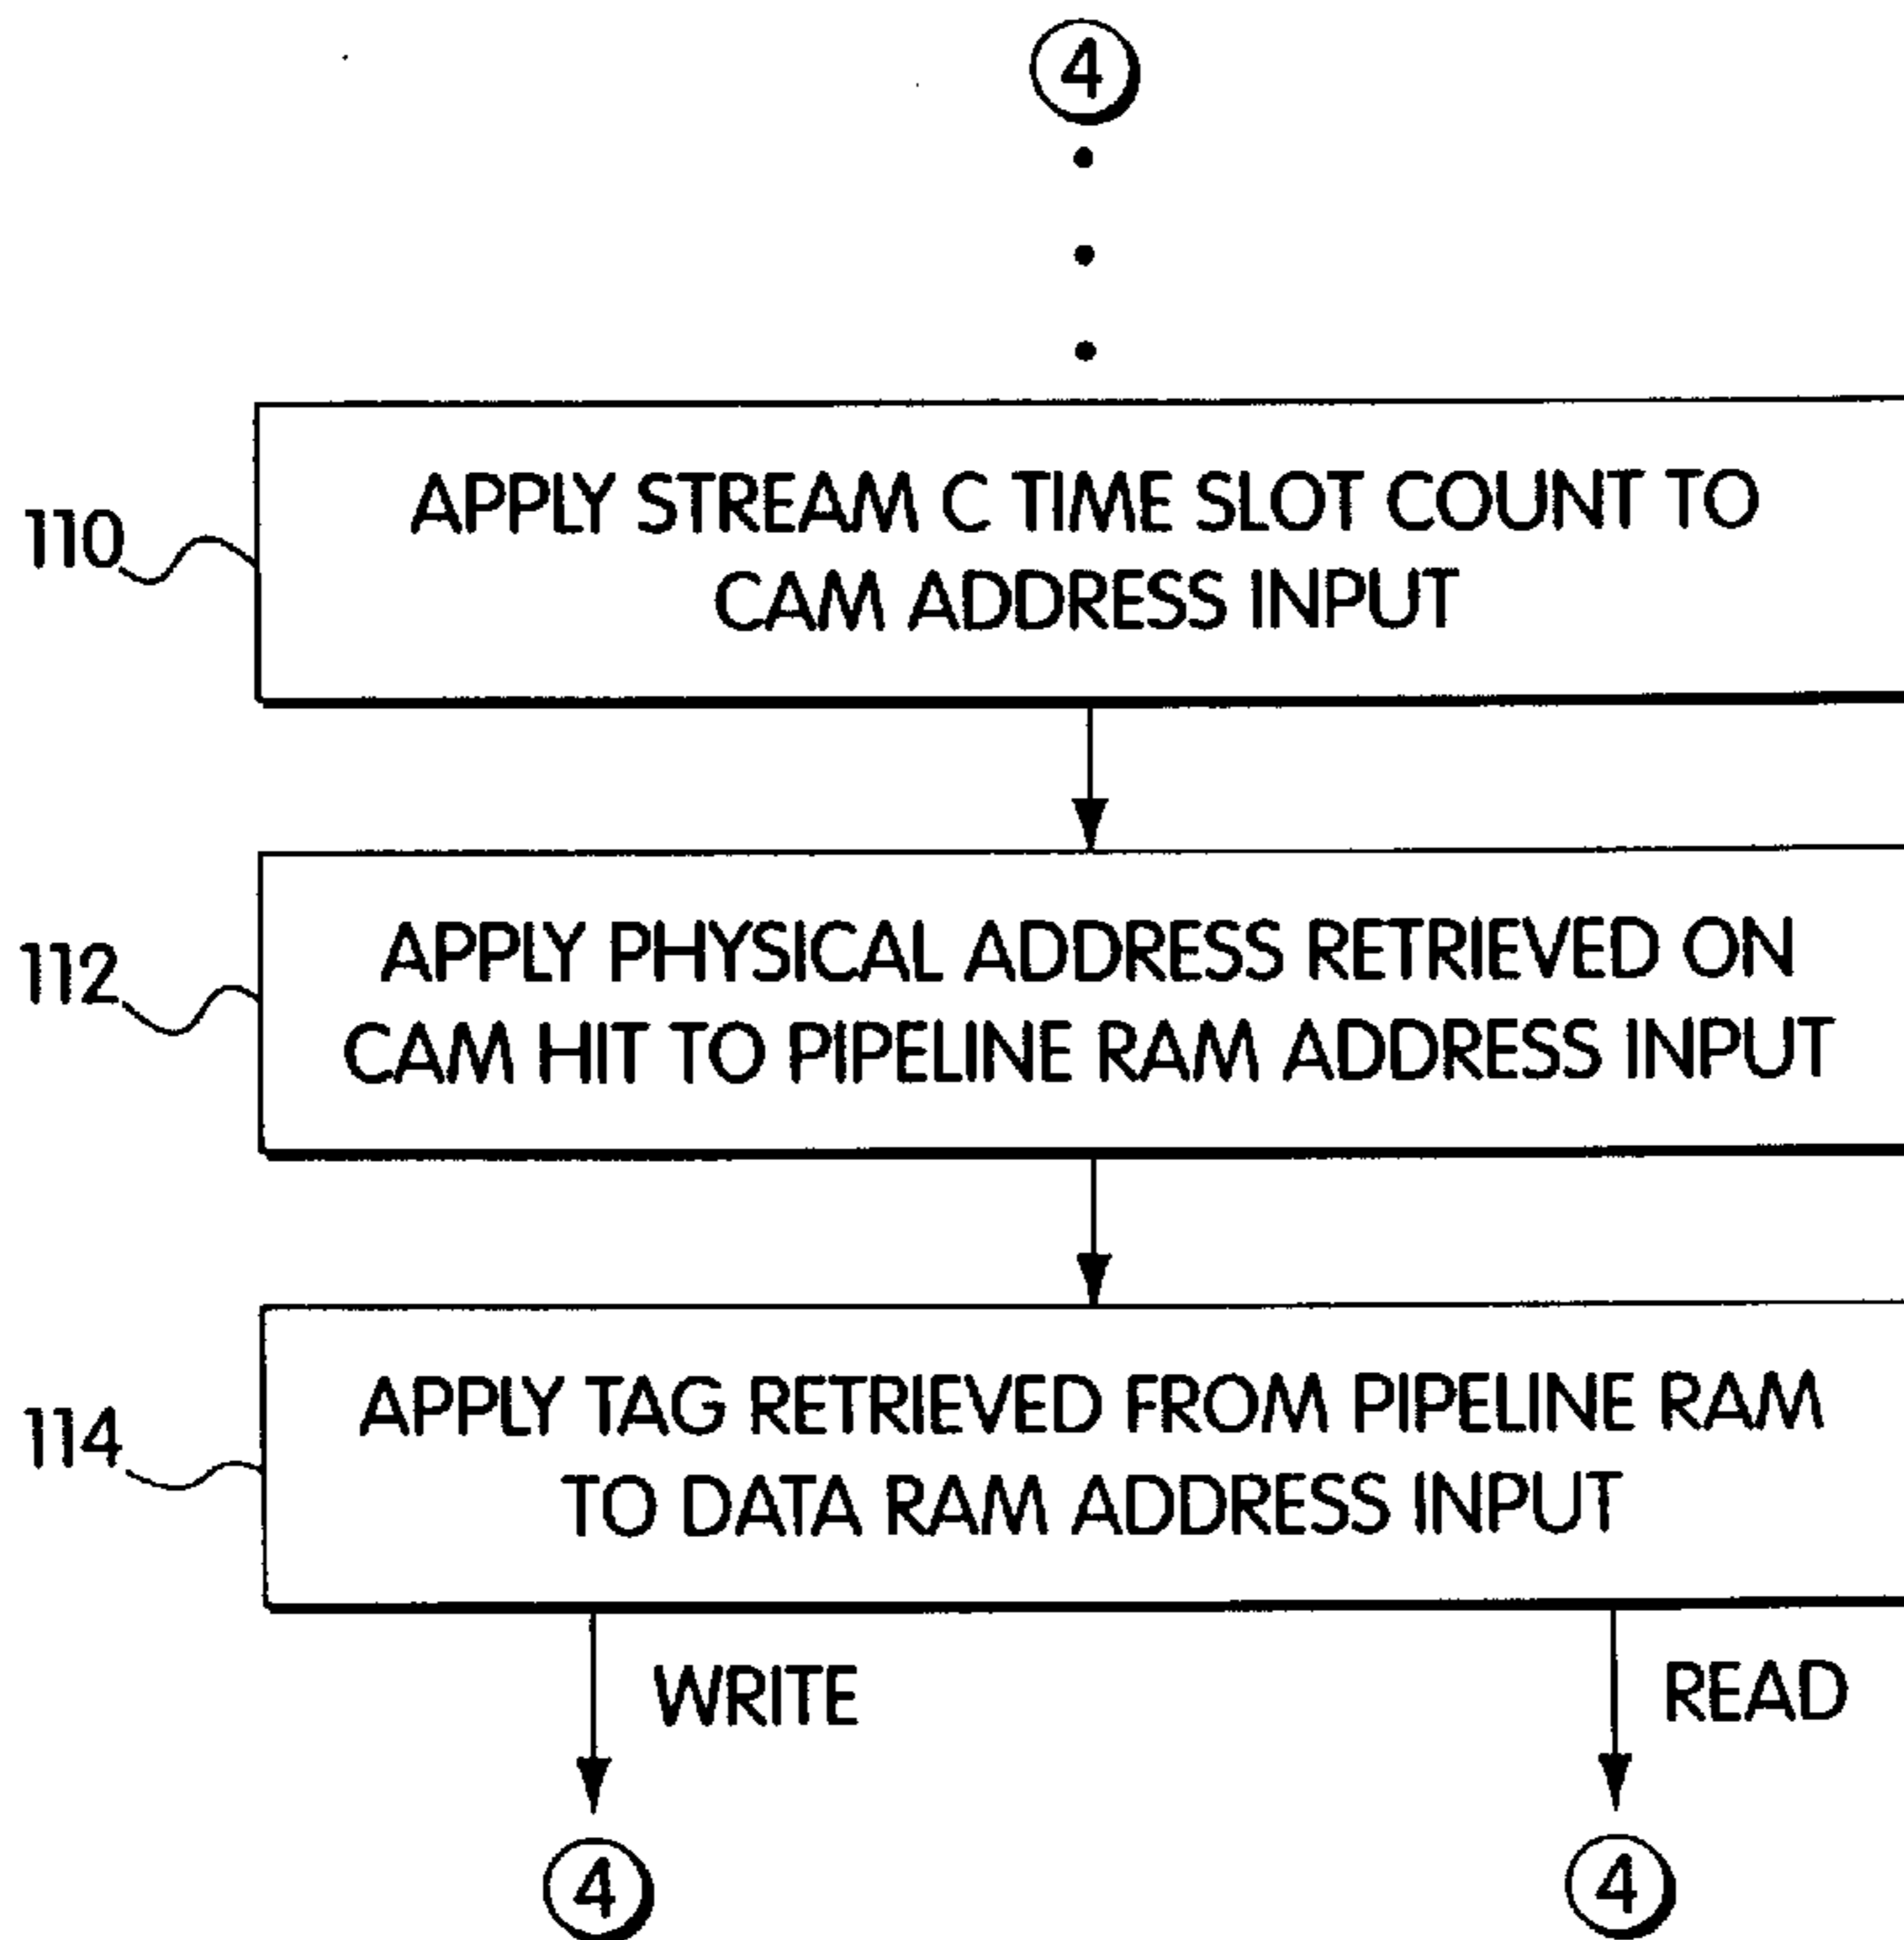 4
110
APPLY STREAM C TIME SLOT COUNT TO
CAM ADDRESS INPUT
112
APPLY PHYSICAL ADDRESS RETRIEVED ON
CAM HIT TO PIPELINE RAM ADDRESS INPUT
114
APPLY TAG RETRIEVED FROM PIPELINE RAM
TO DATA RAM ADDRESS INPUT
WRITE
READ
4
4